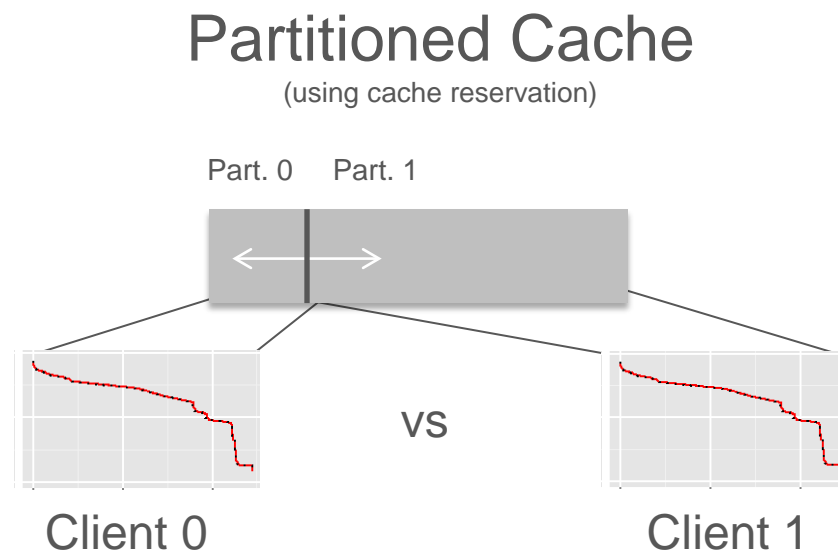 Partitioned Cache
(using cache reservation)
Part. 0 Part. 1
vs
Client 0 Client 1